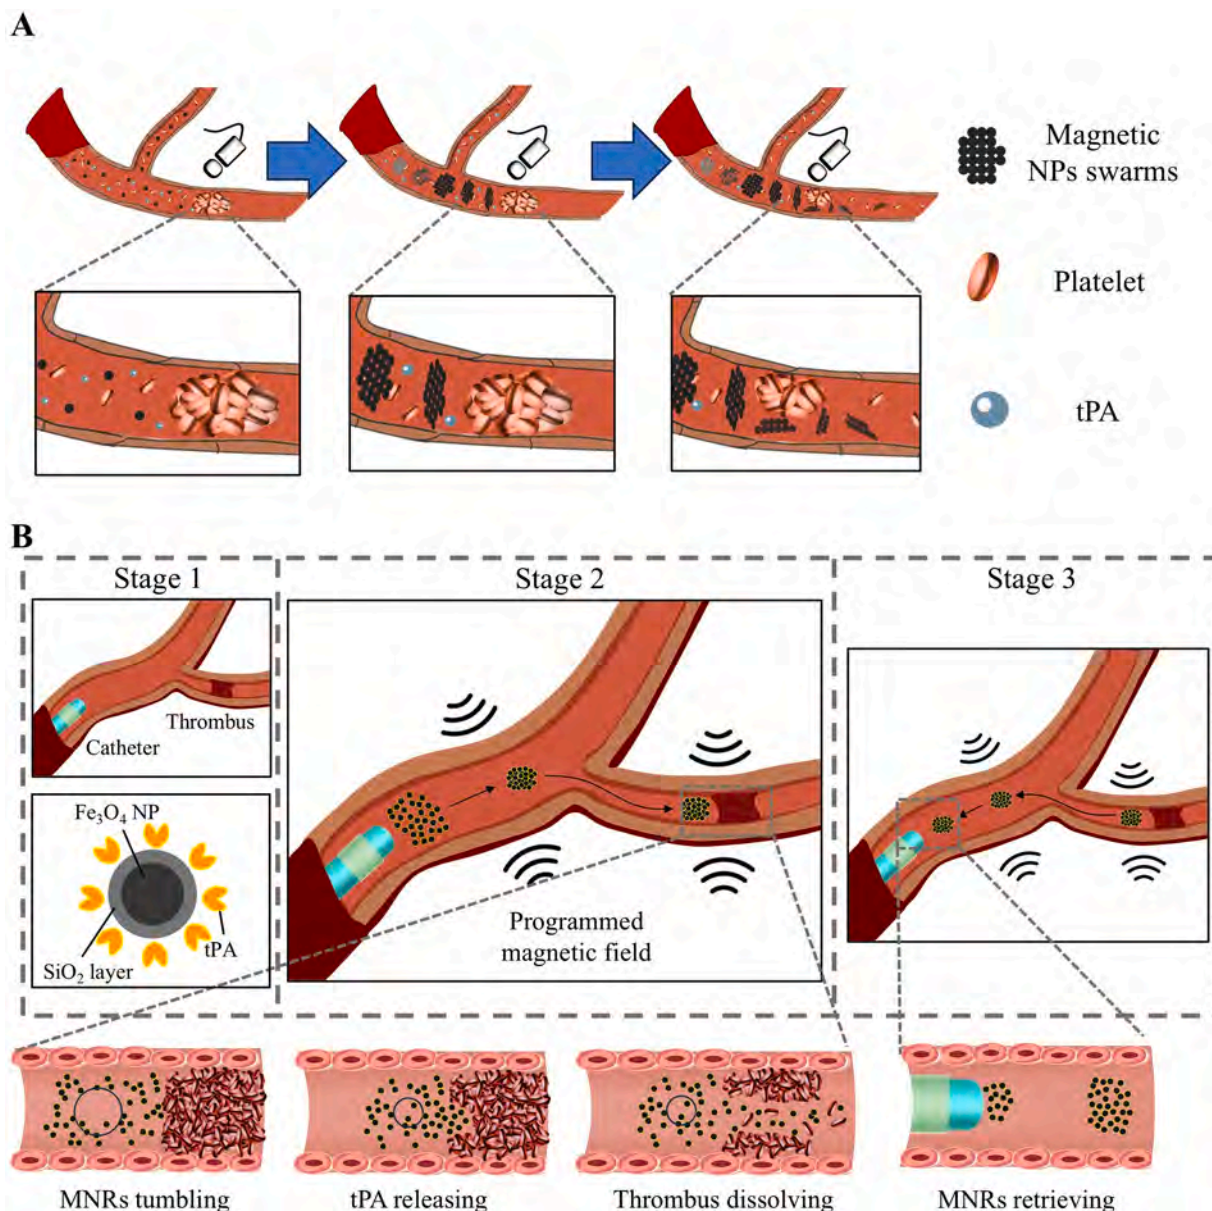 A
Magnetic
NPs swarms
Platelet
tPA
B
Stage 1
Stage 2
Stage 3
Thrombus
Catheter
Fe₃O₄ NP
tPA
SiO₂ layer
Programmed
magnetic field
MNRs tumbling
tPA releasing
Thrombus dissolving
MNRs retrieving